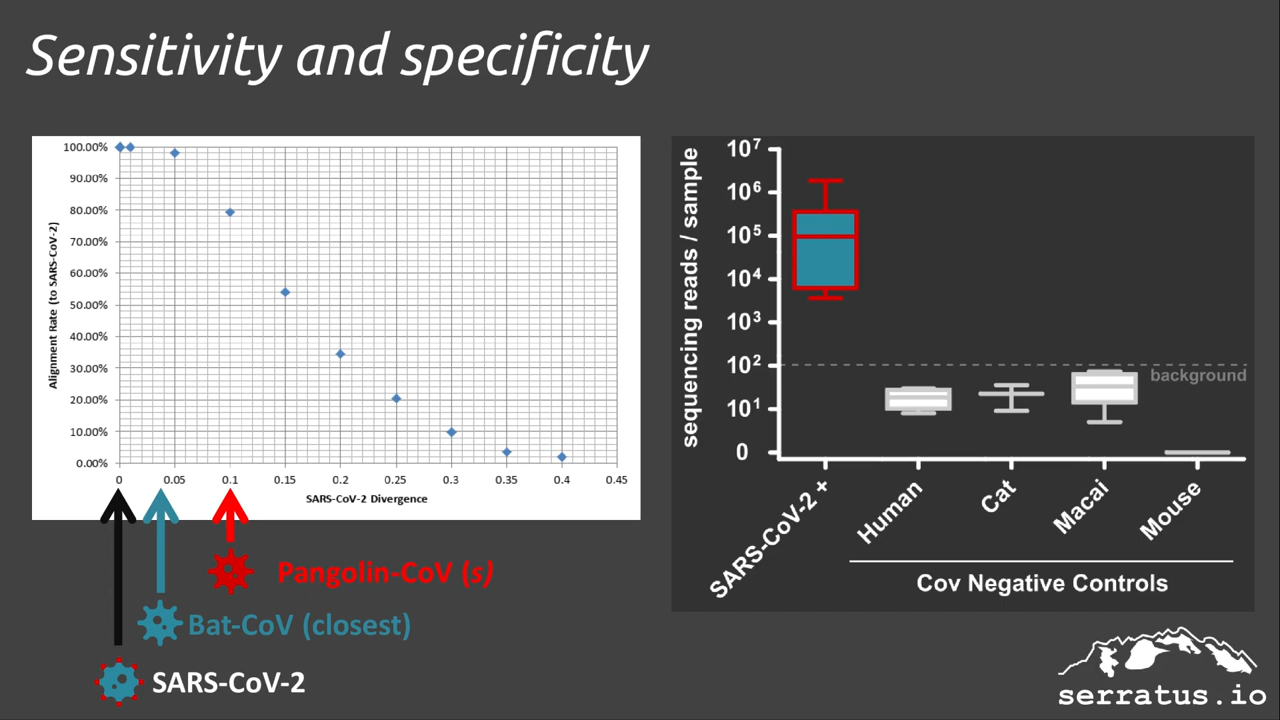 Sensitivity and specificity
100.00%
90.00%
80.00%
70.00%
60.00%
50.00%
40.00%
30.00%
20.00%
10.00%
0.00%
Alignment Rate (to SARS-CoV-2)
0 0.05 0.1 0.15 0.2 0.25 0.3 0.35 0.4 0.45
SARS-CoV-2 Divergence
Pangolin-CoV (s)
Bat-CoV (closest)
SARS-CoV-2
sequencing reads / sample
10⁷
10⁶
10⁵
10⁴
10³
10²
10¹
0
background
SARS-CoV-2 +
Human
Cat
Macai
Mouse
Cov Negative Controls
serratus.io